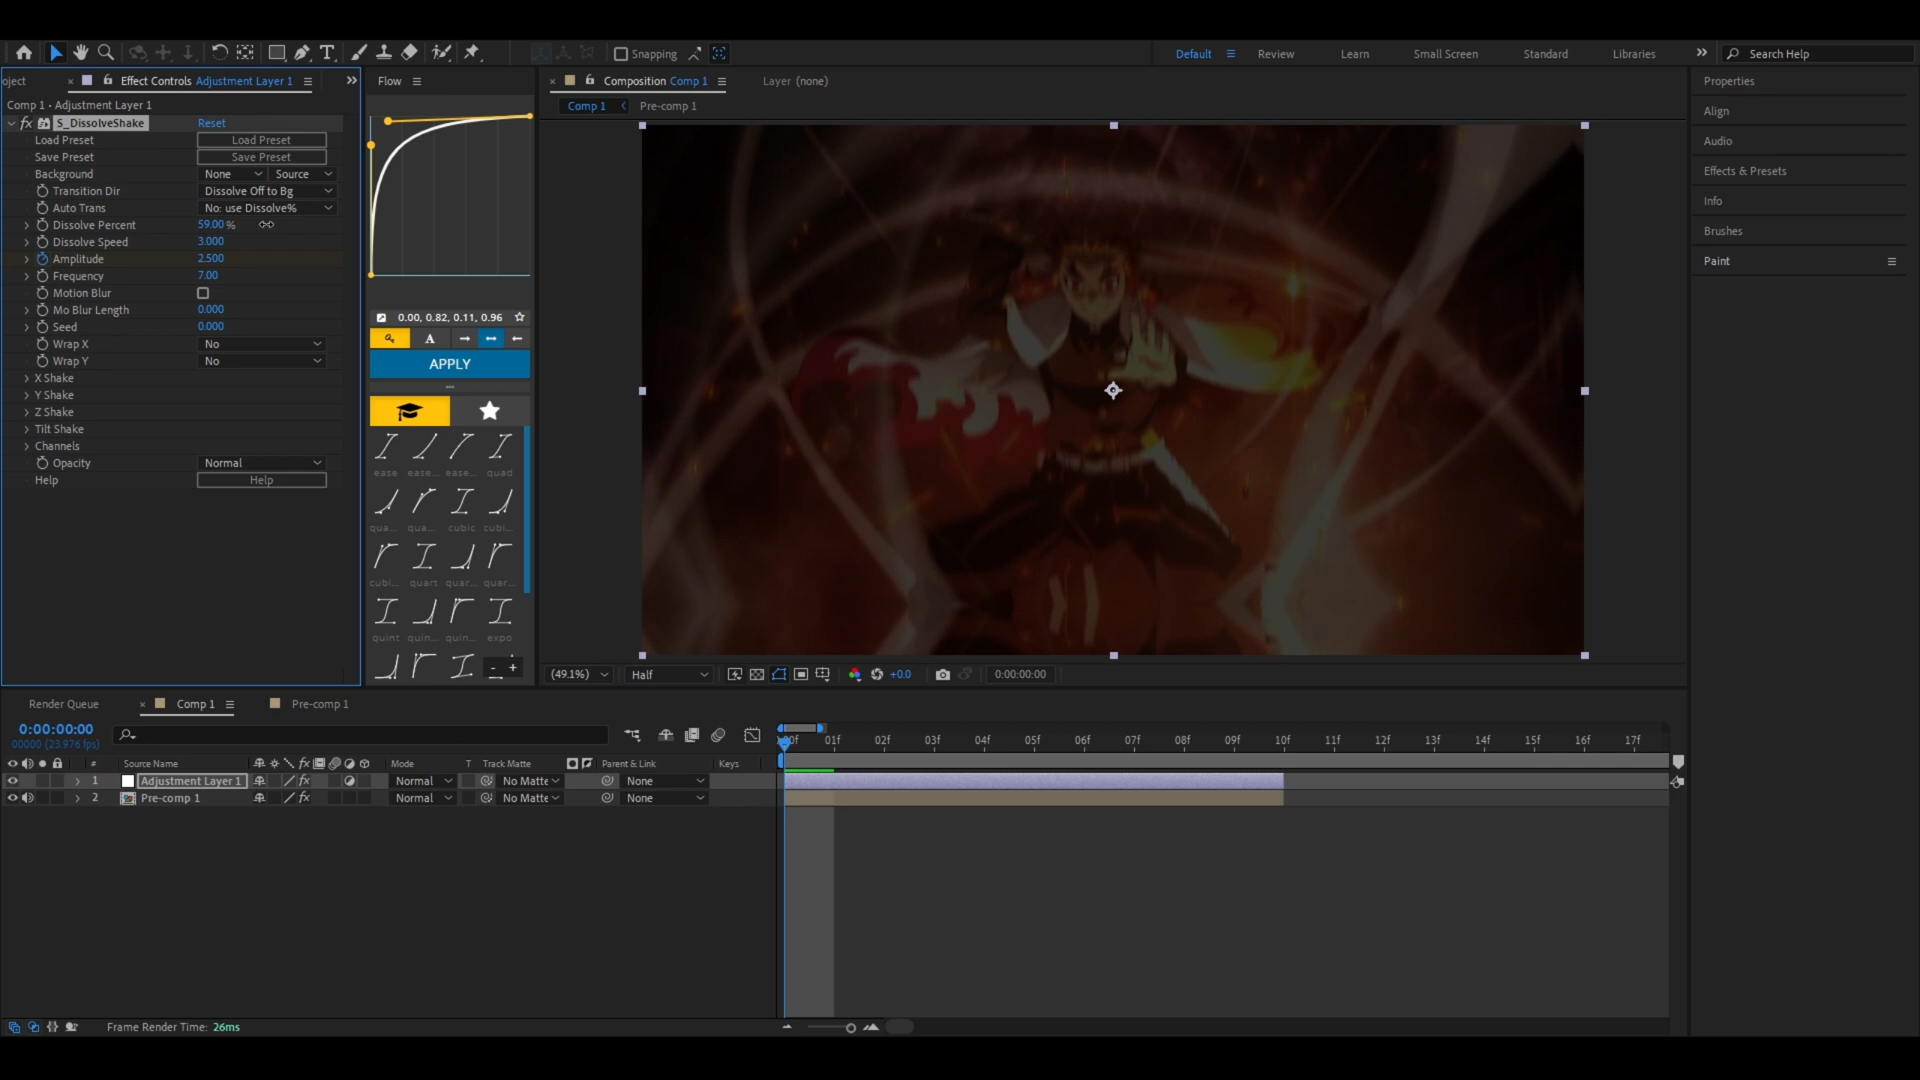 Snapping
Default
Review
Learn
Small Screen
Standard
Libraries
Search Help
oject
Effect Controls Adjustment Layer 1
Comp 1 • Adjustment Layer 1
fx S_DissolveShake Reset
Load Preset Load Preset
Save Preset Save Preset
Background None Source
Transition Dir Dissolve Off to Bg
Auto Trans No: use Dissolve%
Dissolve Percent 59.00 %
Dissolve Speed 3.000
Amplitude 2.500
Frequency 7.00
Motion Blur
Mo Blur Length 0.000
Seed 0.000
Wrap X No
Wrap Y No
X Shake
Y Shake
Z Shake
Tilt Shake
Channels
Opacity Normal
Help Help
Flow
0.00, 0.82, 0.11, 0.96
A
APPLY
ease ease... ease... quad
qua... qua... cubic cubi...
cubi... quart quar... quar...
quint quin... quin... expo
- +
Composition Comp 1
Layer (none)
Comp 1 Pre-comp 1
(49.1%) Half +0.0 0:00:00:00
Properties
Align
Audio
Effects & Presets
Info
Brushes
Paint
Render Queue Comp 1 Pre-comp 1
0:00:00:00
00000 (23.976 fps)
00f 01f 02f 03f 04f 05f 06f 07f 08f 09f 10f 11f 12f 13f 14f 15f 16f 17f
# Source Name fx Mode T Track Matte Parent & Link Keys
1 Adjustment Layer 1 fx Normal No Matte None
2 Pre-comp 1 fx Normal No Matte None
Frame Render Time: 26ms